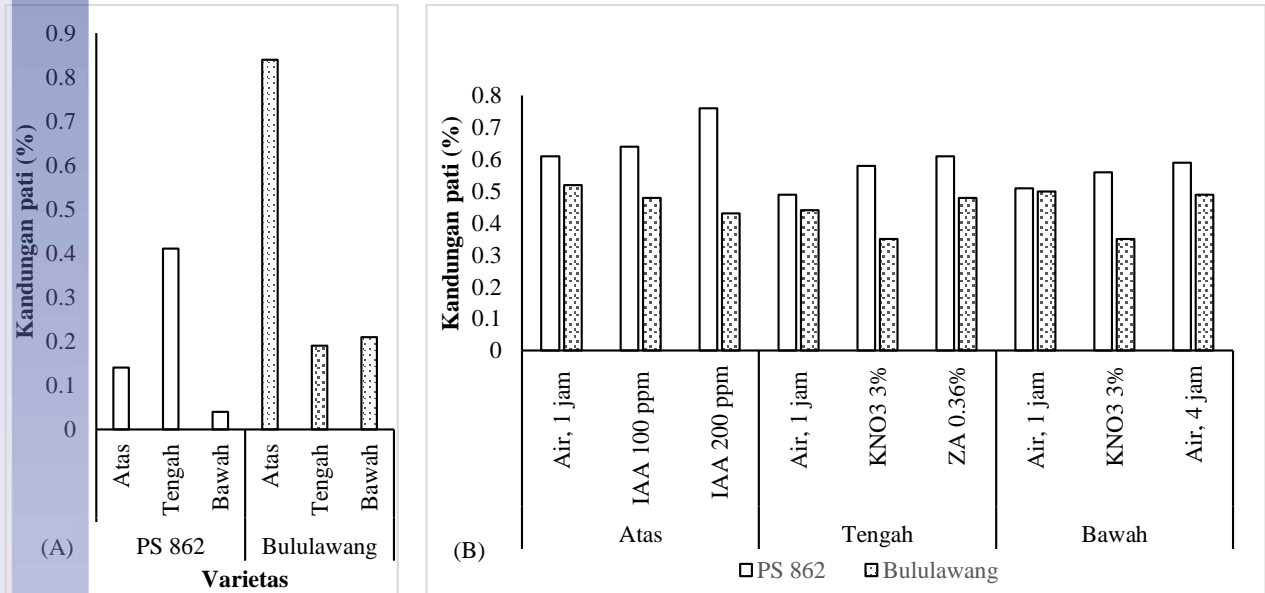 Kandungan pati (%)
0.9
0.8
0.7
0.6
0.5
0.4
0.3
0.2
0.1
0
Atas
Tengah
Bawah
Atas
Tengah
Bawah
PS 862
Bululawang
(A)
Varietas
Kandungan pati (%)
0.8
0.7
0.6
0.5
0.4
0.3
0.2
0.1
0
Air, 1 jam
IAA 100 ppm
IAA 200 ppm
Air, 1 jam
KNO3 3%
ZA 0.36%
Air, 1 jam
KNO3 3%
Air, 4 jam
Atas
Tengah
Bawah
(B)
PS 862
Bululawang